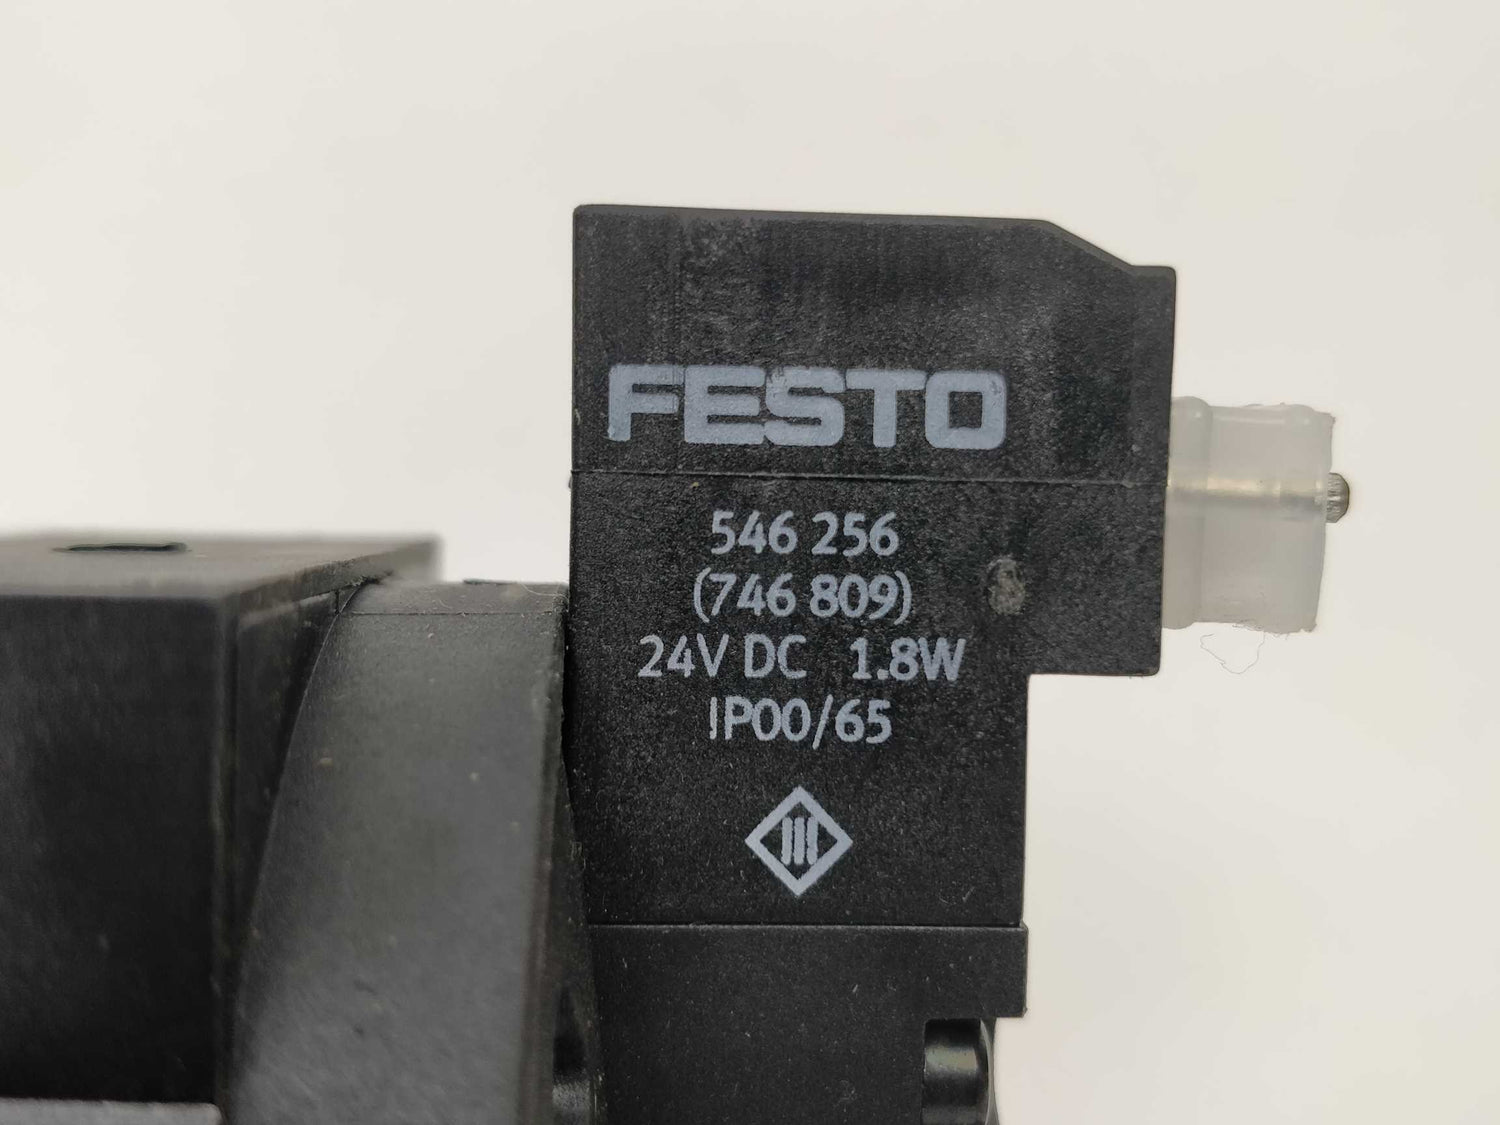 FESTO
546 256
(746 809)
24V DC 1.8W
IP00/65